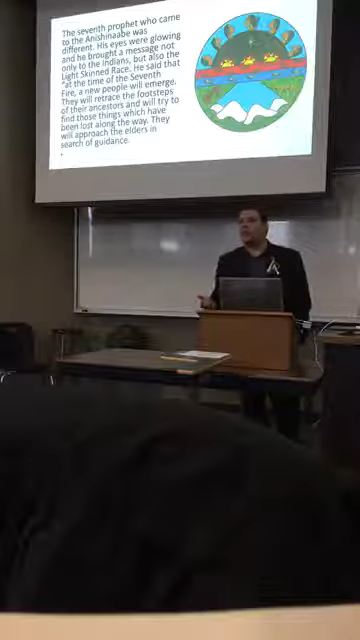 The seventh prophet who came
to the Anishinaabe was
different. His eyes were glowing
and he brought a message not
only to the Indians, but also the
Light Skinned Race. He said that
"at the time of the Seventh
Fire, a new people will emerge.
They will retrace the footsteps
of their ancestors and will try to
find those things which have
been lost along the way. They
will approach the elders in
search of guidance.